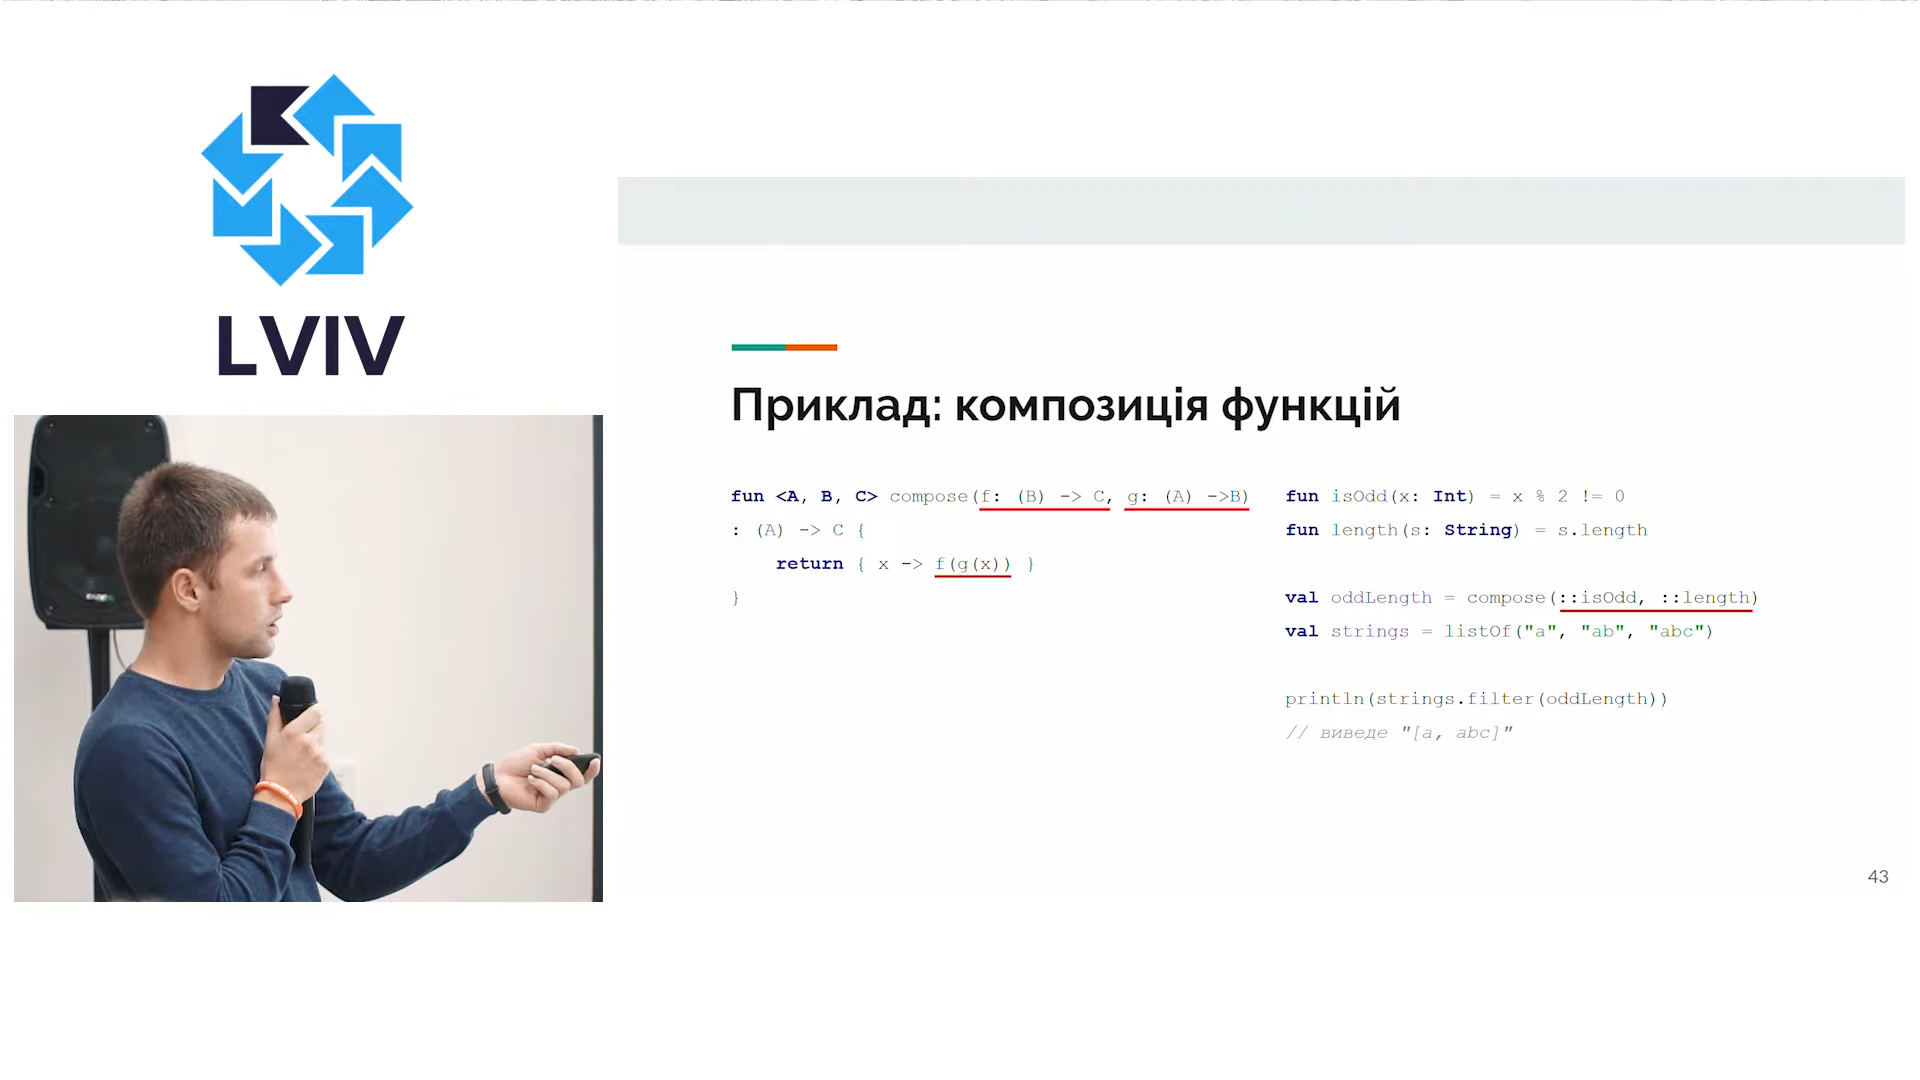 LVIV
Приклад: композиція функцій
fun <A, B, C> compose(f: (B) -> C, g: (A) ->B)
: (A) -> C {
    return { x -> f(g(x)) }
}
fun isOdd(x: Int) = x % 2 != 0
fun length(s: String) = s.length
val oddLength = compose(::isOdd, ::length)
val strings = listOf("a", "ab", "abc")
println(strings.filter(oddLength))
// виведе "[a, abc]"
43